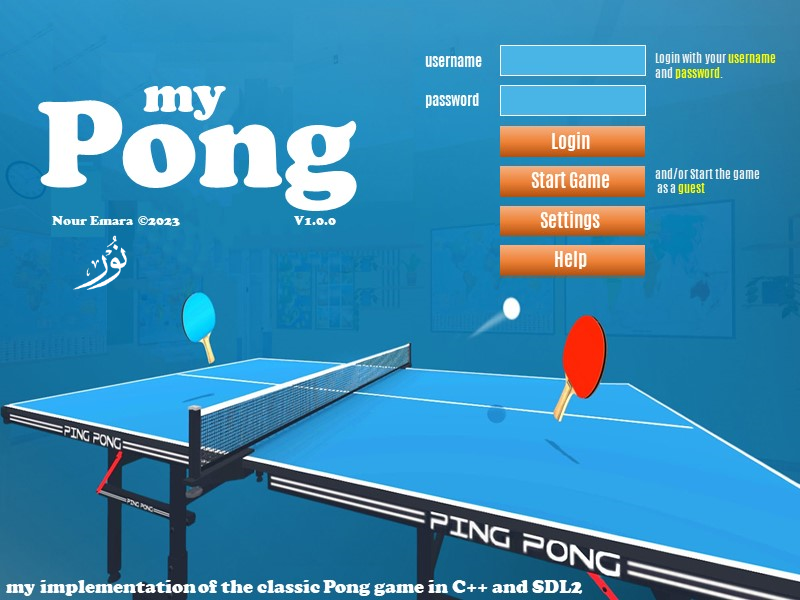 my
Pong
Nour Emara ©2023
V1.0.0
نُور
username
Login with your username
and password.
password
Login
Start Game
and/or Start the game
as a guest
Settings
Help
PING PONG
PING PONG
PING PONG
my implementation of the classic Pong game in C++ and SDL2